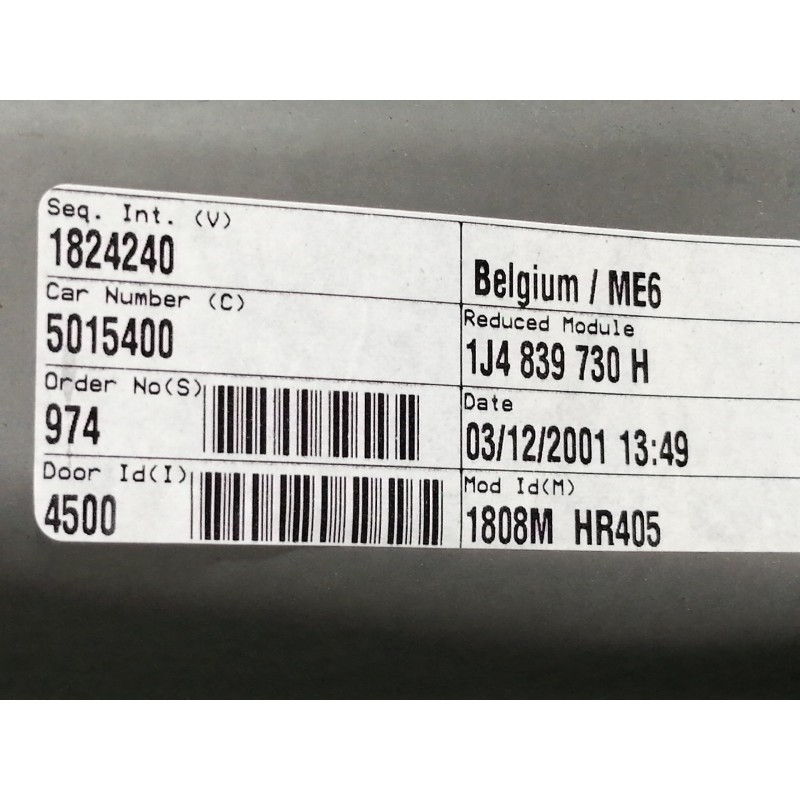 Seq. Int. (V)
1824240
Car Number (C)
5015400
Order No(S)
974
Door Id(I)
4500
Belgium / ME6
Reduced Module
1J4 839 730 H
Date
03/12/2001 13:49
Mod Id(M)
1808M HR405